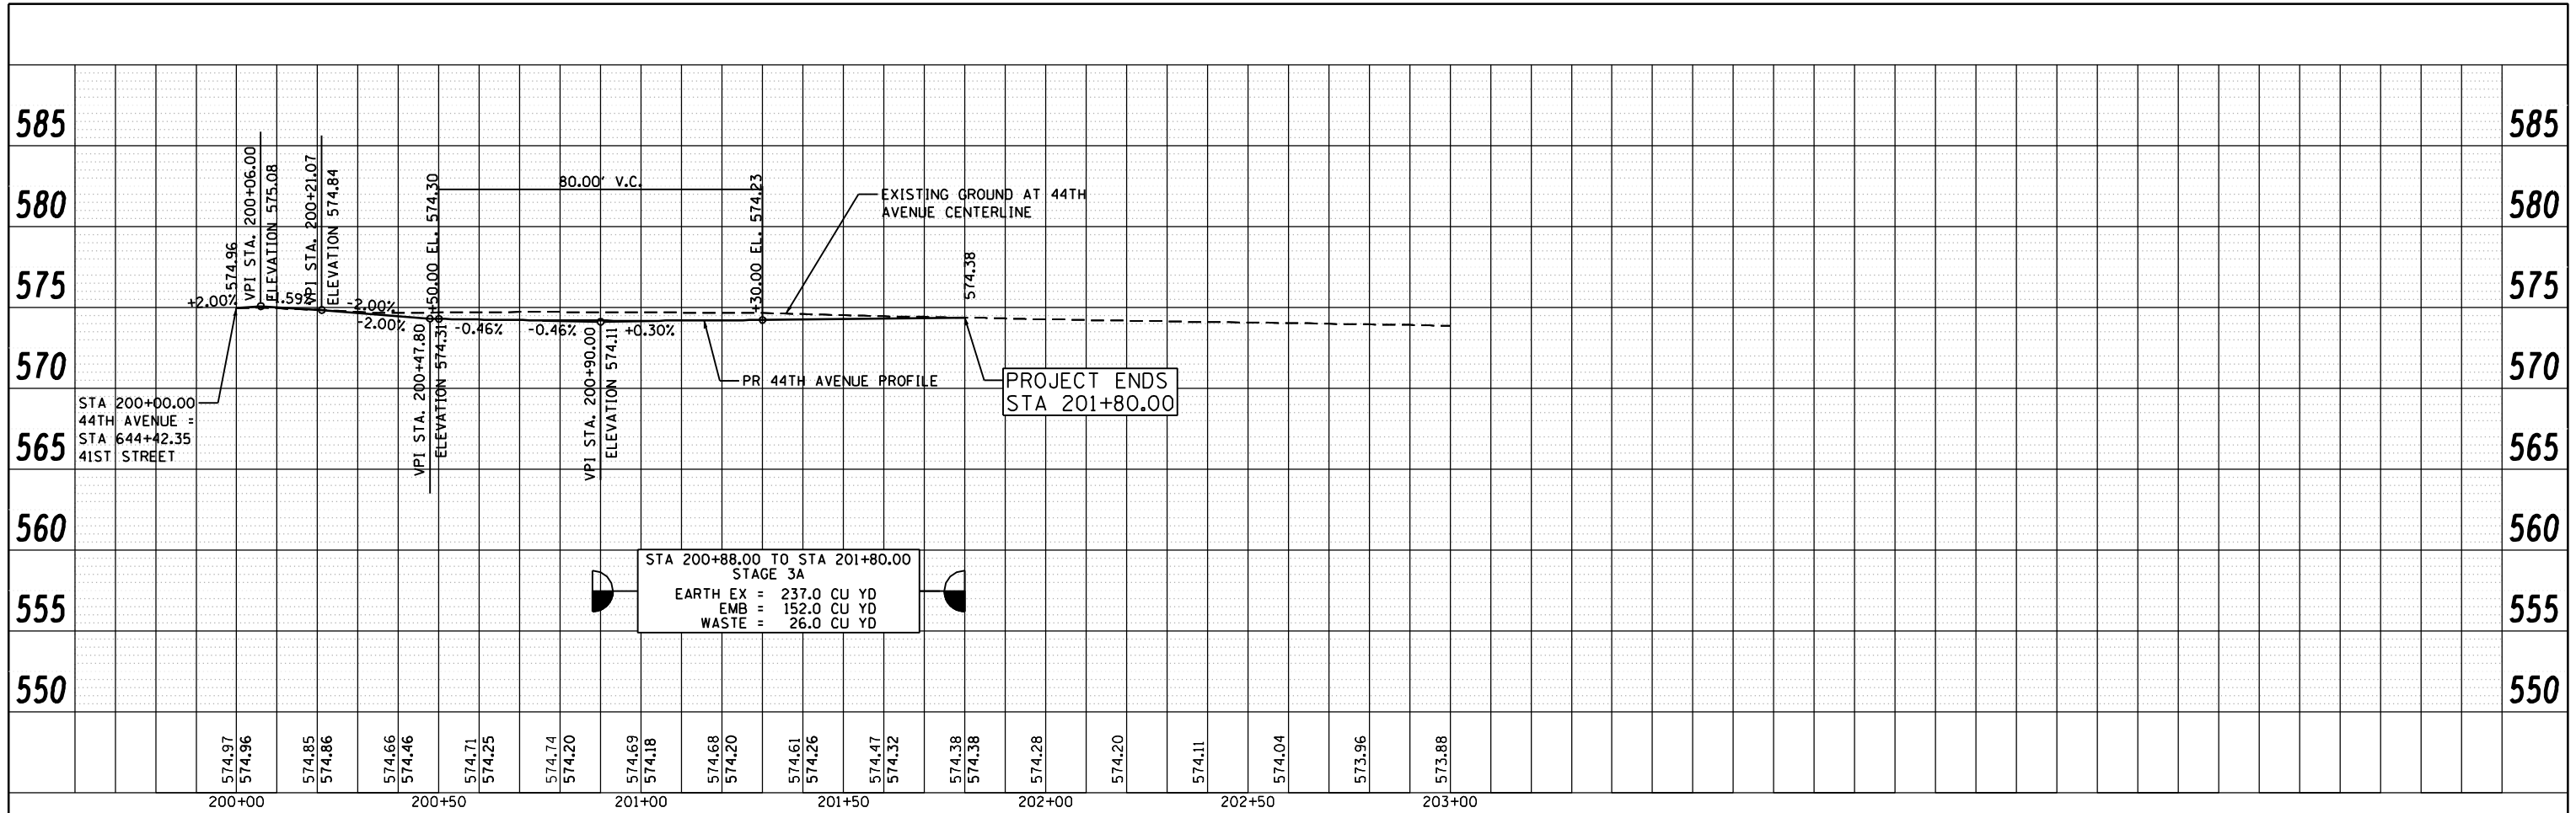 585
585
580
580
575
575
570
570
565
565
560
560
555
555
550
550
574.96
VPI STA. 200+06.00
ELEVATION 575.08
VPI STA. 200+21.07
ELEVATION 574.84
+50.00 EL. 574.30
80.00' V.C.
+30.00 EL. 574.23
EXISTING GROUND AT 44TH
AVENUE CENTERLINE
574.38
+2.00%
-1.59%
-2.00%
-2.00%
-0.46%
-0.46%
+0.30%
VPI STA. 200+47.80
ELEVATION 574.31
VPI STA. 200+90.00
ELEVATION 574.11
PR 44TH AVENUE PROFILE
PROJECT ENDS
STA 201+80.00
STA 200+00.00
44TH AVENUE =
STA 644+42.35
41ST STREET
STA 200+88.00 TO STA 201+80.00
STAGE 3A
EARTH EX = 237.0 CU YD
EMB = 152.0 CU YD
WASTE = 26.0 CU YD
574.97
574.96
574.85
574.86
574.66
574.46
574.71
574.25
574.74
574.20
574.69
574.18
574.68
574.20
574.61
574.26
574.47
574.32
574.38
574.38
574.28
574.20
574.11
574.04
573.96
573.88
200+00
200+50
201+00
201+50
202+00
202+50
203+00